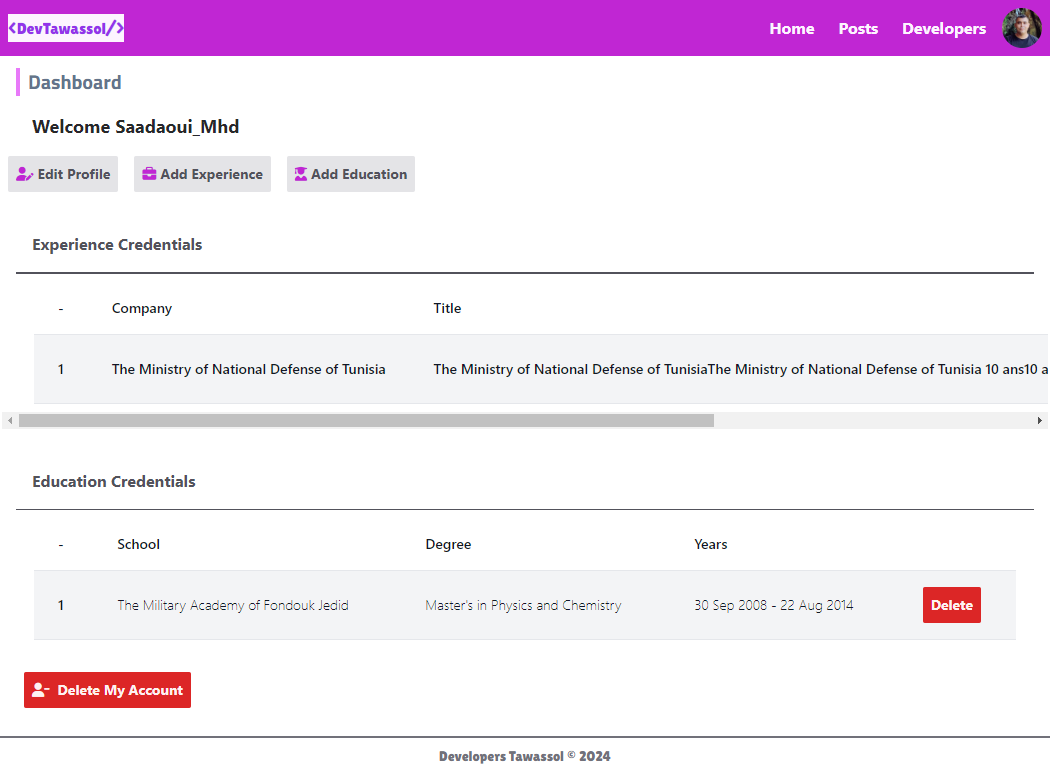 <DevTawassol/>
Home Posts Developers
Dashboard
Welcome Saadaoui_Mhd
Edit Profile Add Experience Add Education
Experience Credentials
- Company Title
1 The Ministry of National Defense of Tunisia The Ministry of National Defense of TunisiaThe Ministry of National Defense of Tunisia 10 ans10 a
Education Credentials
- School Degree Years
1 The Military Academy of Fondouk Jedid Master's in Physics and Chemistry 30 Sep 2008 - 22 Aug 2014 Delete
Delete My Account
Developers Tawassol © 2024